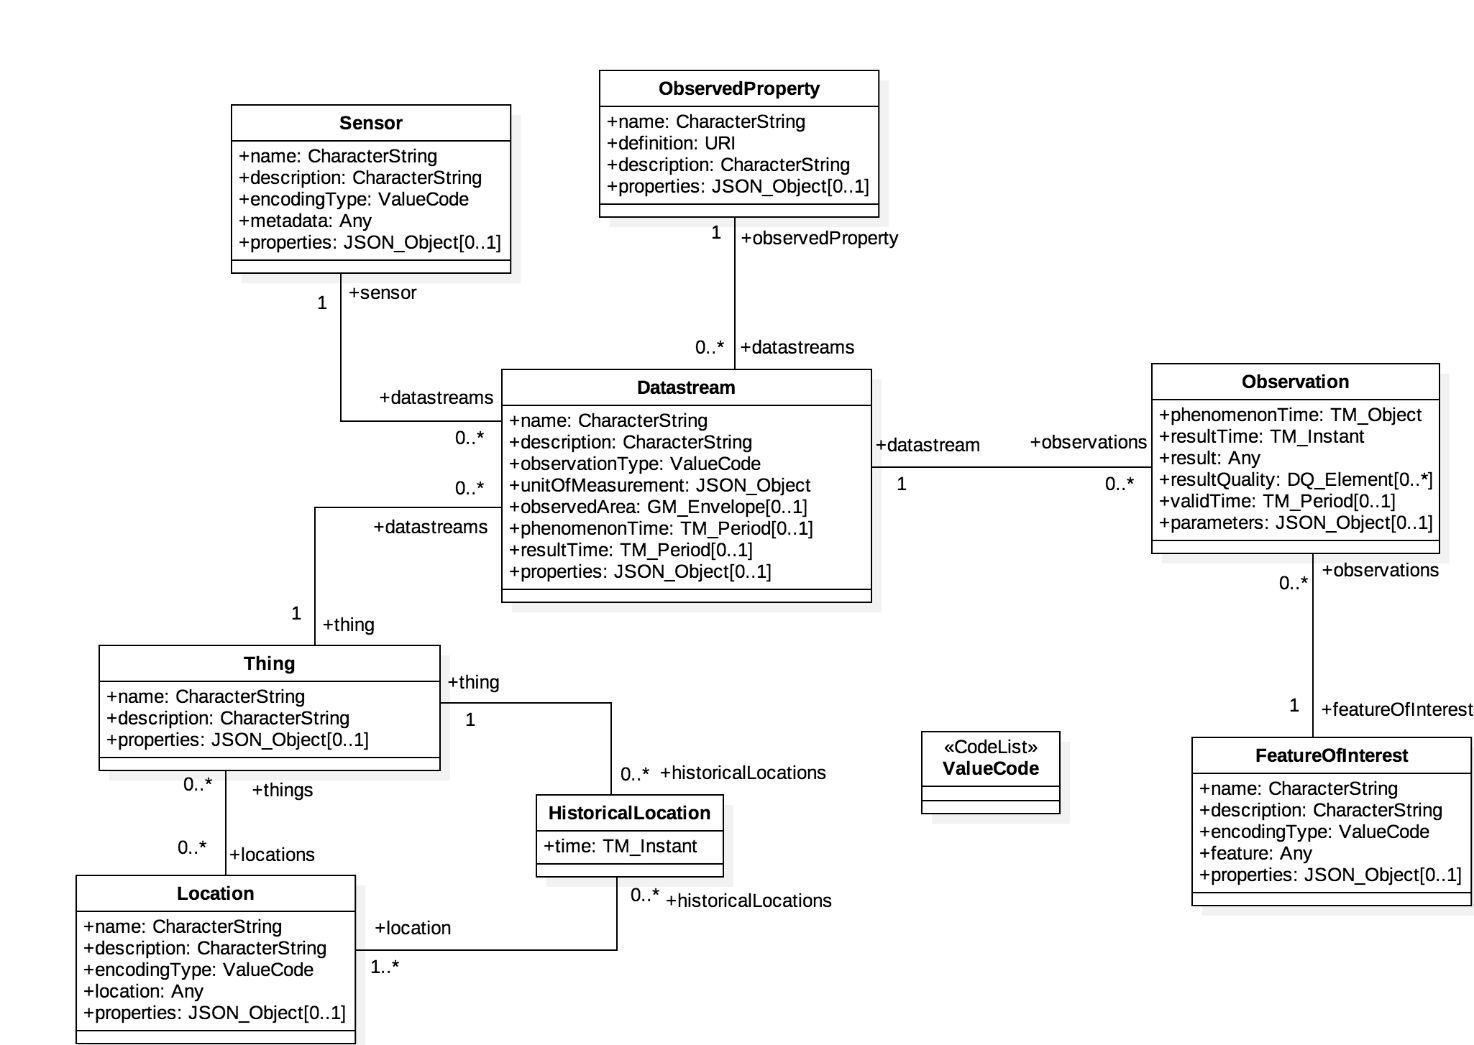 ObservedProperty
+name: CharacterString
+definition: URI
+description: CharacterString
+properties: JSON_Object[0..1]
1
+observedProperty
Sensor
+name: CharacterString
+description: CharacterString
+encodingType: ValueCode
+metadata: Any
+properties: JSON_Object[0..1]
1
+sensor
0..*
+datastreams
+datastreams
0..*
Datastream
+name: CharacterString
+description: CharacterString
+observationType: ValueCode
+unitOfMeasurement: JSON_Object
+observedArea: GM_Envelope[0..1]
+phenomenonTime: TM_Period[0..1]
+resultTime: TM_Period[0..1]
+properties: JSON_Object[0..1]
+datastream
1
+observations
0..*
Observation
+phenomenonTime: TM_Object
+resultTime: TM_Instant
+result: Any
+resultQuality: DQ_Element[0..*]
+validTime: TM_Period[0..1]
+parameters: JSON_Object[0..1]
0..*
+observations
0..*
+datastreams
1
+thing
Thing
+name: CharacterString
+description: CharacterString
+properties: JSON_Object[0..1]
+thing
1
0..*
+things
0..*
+locations
0..*
+historicalLocations
HistoricalLocation
+time: TM_Instant
0..*
+historicalLocations
Location
+name: CharacterString
+description: CharacterString
+encodingType: ValueCode
+location: Any
+properties: JSON_Object[0..1]
+location
1..*
«CodeList»
ValueCode
1
+featureOfInterest
FeatureOfInterest
+name: CharacterString
+description: CharacterString
+encodingType: ValueCode
+feature: Any
+properties: JSON_Object[0..1]